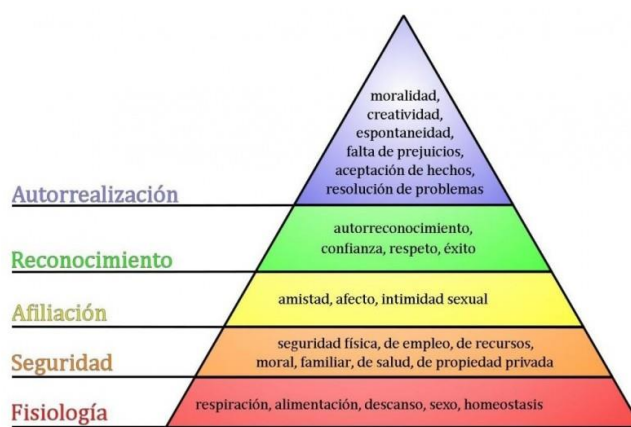 moralidad,
creatividad,
espontaneidad,
falta de prejuicios,
aceptación de hechos,
resolución de problemas
Autorrealización
autorreconocimiento,
confianza, respeto, éxito
Reconocimiento
amistad, afecto, intimidad sexual
Afiliación
seguridad física, de empleo, de recursos,
moral, familiar, de salud, de propiedad privada
Seguridad
respiración, alimentación, descanso, sexo, homeostasis
Fisiología